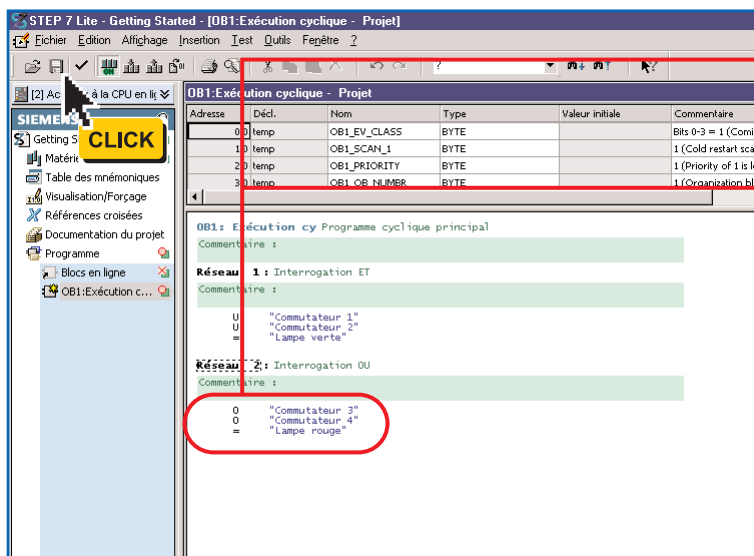 STEP 7 Lite - Getting Started - [OB1:Exécution cyclique - Projet]
Fichier Edition Affichage Insertion Test Outils Fenêtre ?
ON ?
[2] Ac à la CPU en lig
OB1:Exécution cyclique - Projet
Adresse Décl. Nom Type Valeur initiale Commentaire
0.0 temp OB1_EV_CLASS BYTE Bits 0-3 = 1 (Comi
1.0 temp OB1_SCAN_1 BYTE 1 (Cold restart sca
2.0 temp OB1_PRIORITY BYTE 1 (Priority of 1 is l
3.0 temp OB1_OB_NUMBR BYTE 1 (Organization bl
SIEMENS
CLICK
Getting S
Matérie
Table des mnémoniques
Visualisation/Forçage
Références croisées
Documentation du projet
Programme
Blocs en ligne
OB1:Exécution c...
OB1: Exécution cy Programme cyclique principal
Commentaire :
Réseau 1 : Interrogation ET
Commentaire :
U "Commutateur 1"
U "Commutateur 2"
= "Lampe verte"
Réseau 2 : Interrogation OU
Commentaire :
O "Commutateur 3"
O "Commutateur 4"
= "Lampe rouge"